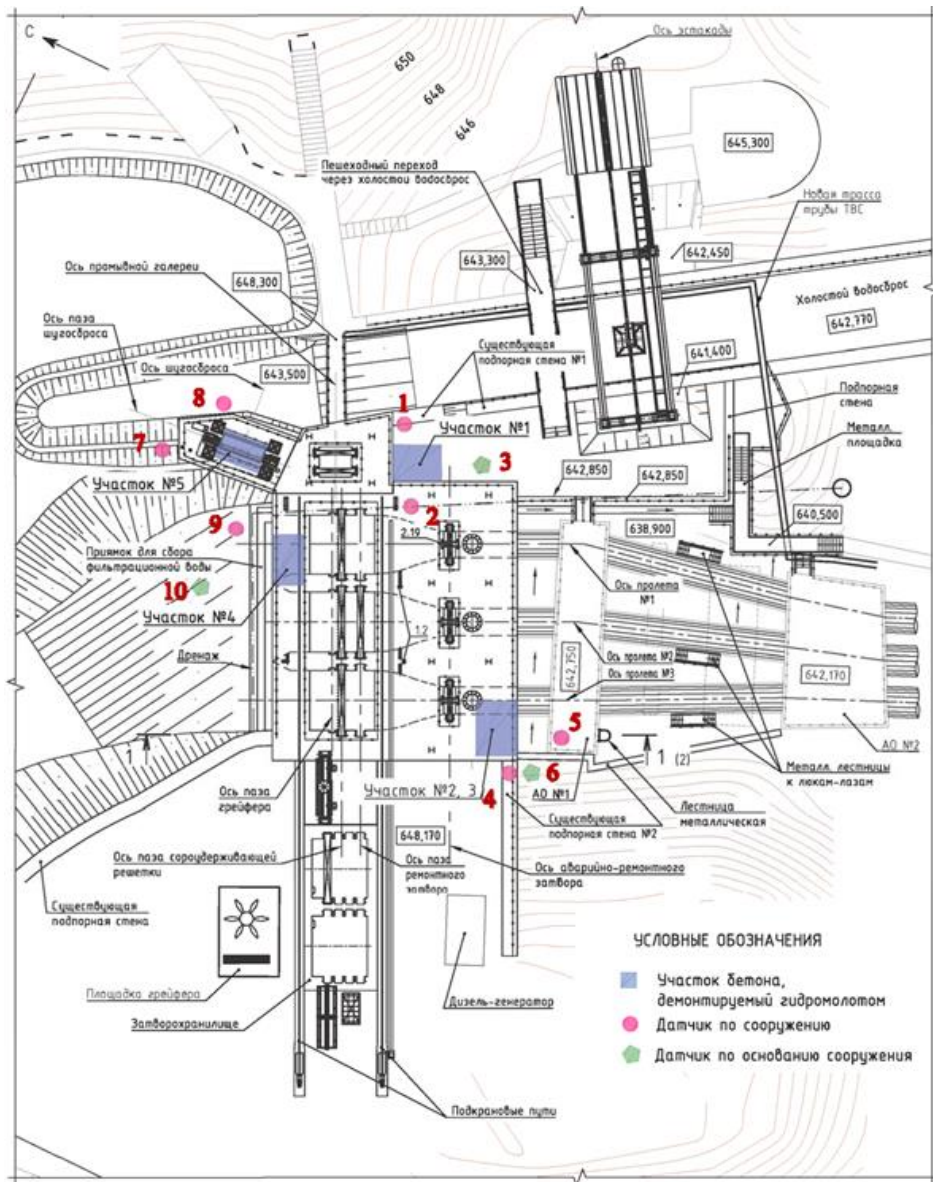 С
Ось эстакады
650
648
646
645,300
Пешеходный переход
через холостой водосброс
Новая трасса
трубы ТВС
Ось промывной галереи
643,300
642,450
648,300
Холостой водосброс
642,770
Ось паза
шугосброса
Существующая
подпорная стена №1
Ось шугосброса
643,500
641,400
Подпорная
стена
8
1
Участок №1
Металл.
площадка
7
3
Участок №5
642,850
642,850
2
640,500
9
638,900
2.19
Приямок для сбора
фильтрационной воды
Ось пролета
№1
10
Участок №4
1.2
Дренаж
Ось пролета №2
Ось пролета №3
642,750
642,170
5
1
1
(2)
АО №2
6
Металл. лестницы
к люкам-лазам
Ось паза
грейфера
Участок №2, 3
4
АО №1
Лестница
металлическая
Существующая
подпорная стена №2
648,170
Ось паза сороудерживающей
решетки
Ось паза
ремонтного
затвора
Ось аварийно-ремонтного
затвора
Существующая
подпорная стена
УСЛОВНЫЕ ОБОЗНАЧЕНИЯ
Участок бетона,
демонтируемый гидромолотом
Площадка грейфера
Дизель-генератор
Датчик по сооружению
Затворохранилище
Датчик по основанию сооружения
Подкрановые пути